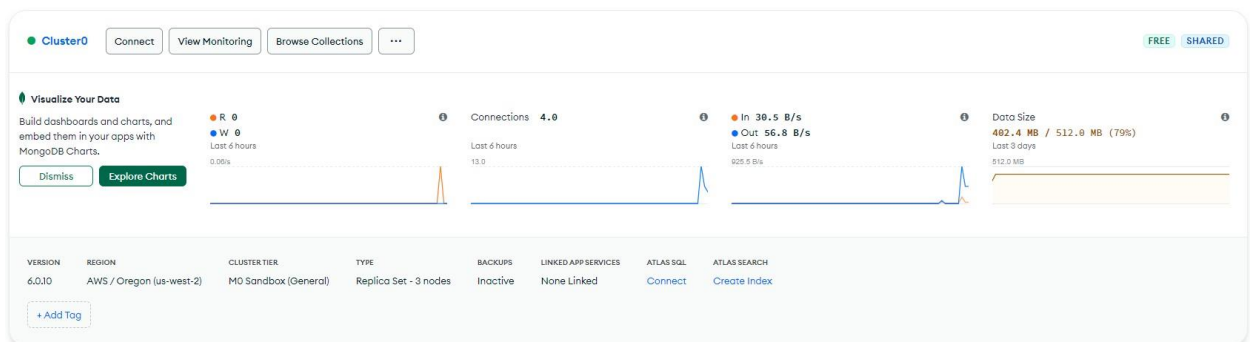 Cluster0 Connect View Monitoring Browse Collections ... FREE SHARED
Visualize Your Data
Build dashboards and charts, and
embed them in your apps with
MongoDB Charts.
Dismiss Explore Charts
R 0
W 0
Last 6 hours
0.08/s
Connections 4.0
Last 6 hours
13.0
In 30.5 B/s
Out 56.8 B/s
Last 6 hours
925.5 B/s
Data Size
402.4 MB / 512.0 MB (79%)
Last 3 days
512.0 MB
VERSION REGION CLUSTER TIER TYPE BACKUPS LINKED APP SERVICES ATLAS SQL ATLAS SEARCH
6.0.10 AWS / Oregon (us-west-2) M0 Sandbox (General) Replica Set - 3 nodes Inactive None Linked Connect Create Index
+ Add Tag